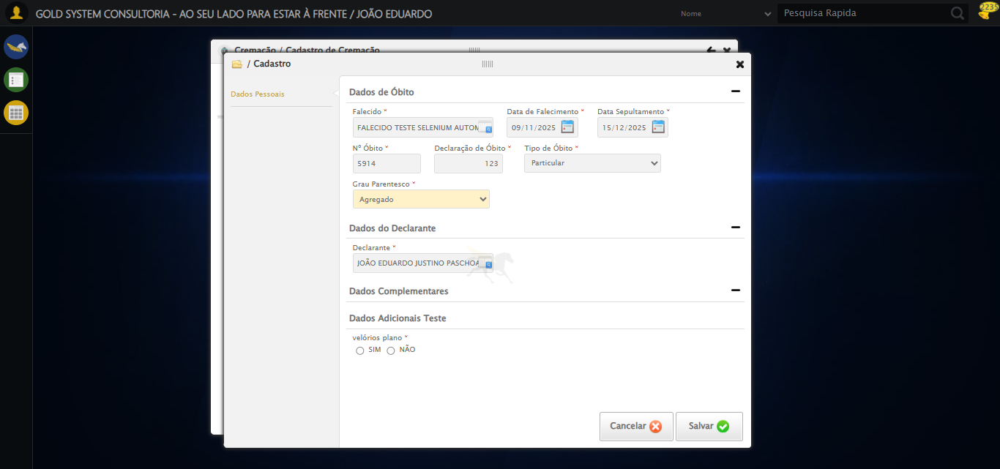 GOLD SYSTEM CONSULTORIA - AO SEU LADO PARA ESTAR À FRENTE / JOÃO EDUARDO
Nome
Pesquisa Rapida
2235
Cremação / Cadastro de Cremação
/ Cadastro
Dados Pessoais
Dados de Óbito
Falecido * Data de Falecimento * Data Sepultamento *
FALECIDO TESTE SELENIUM AUTOM 09/11/2025 15/12/2025
Nº Óbito * Declaração de Óbito * Tipo de Óbito *
5914 123 Particular
Grau Parentesco *
Agregado
Dados do Declarante
Declarante *
JOÃO EDUARDO JUSTINO PASCHOA
Dados Complementares
Dados Adicionais Teste
velórios plano *
SIM NÃO
Cancelar Salvar